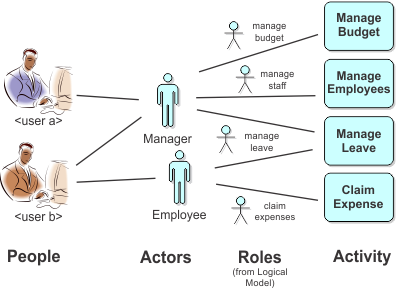 manage
budget
Manage
Budget
manage
staff
Manage
Employees
<user a>
Manager
manage
leave
Manage
Leave
<user b>
Employee
claim
expenses
Claim
Expense
People
Actors
Roles
(from Logical
Model)
Activity